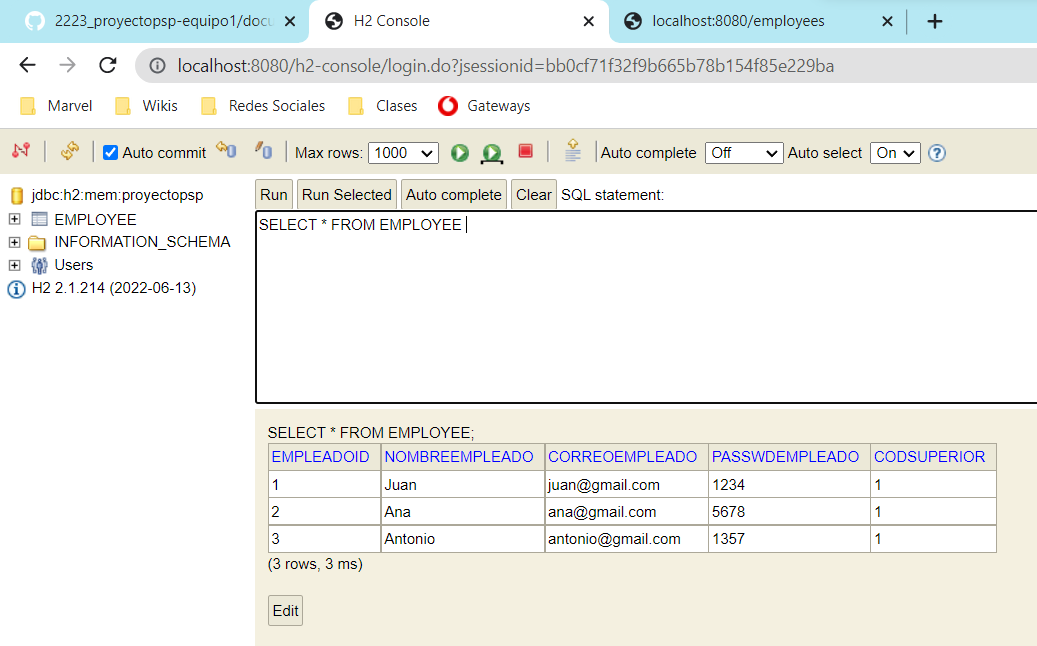 2223_proyectopsp-equipo1/docu
H2 Console
localhost:8080/employees
localhost:8080/h2-console/login.do?jsessionid=bb0cf71f32f9b665b78b154f85e229ba
Marvel Wikis Redes Sociales Clases Gateways
Auto commit Max rows: 1000 Auto complete Off Auto select On ?
jdbc:h2:mem:proyectopsp
EMPLOYEE
INFORMATION_SCHEMA
Users
H2 2.1.214 (2022-06-13)
Run Run Selected Auto complete Clear SQL statement:
SELECT * FROM EMPLOYEE
SELECT * FROM EMPLOYEE;
EMPLEADOID NOMBREEMPLEADO CORREOEMPLEADO PASSWDEMPLEADO CODSUPERIOR
1 Juan juan@gmail.com 1234 1
2 Ana ana@gmail.com 5678 1
3 Antonio antonio@gmail.com 1357 1
(3 rows, 3 ms)
Edit